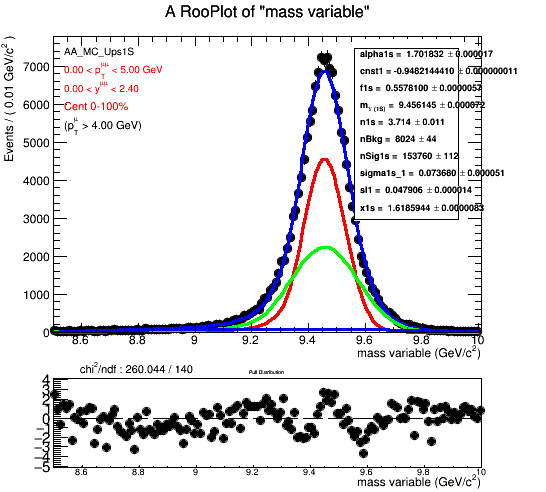 A RooPlot of "mass variable"
Events / ( 0.01 GeV/c² )
7000
6000
5000
4000
3000
2000
1000
0
AA_MC_Ups1S
0.00 < p_T^μμ < 5.00 GeV
0.00 < y^μμ < 2.40
Cent 0-100%
(p_T^μ > 4.00 GeV)
alpha1s = 1.701832 ± 0.000017
cnst1 = -0.9482144410 ± 0.000000011
f1s = 0.5578100 ± 0.0000057
m_ϒ (1S) = 9.456145 ± 0.000072
n1s = 3.714 ± 0.011
nBkg = 8024 ± 44
nSig1s = 153760 ± 112
sigma1s_1 = 0.073680 ± 0.000051
sl1 = 0.047906 ± 0.000014
x1s = 1.6185944 ± 0.0000083
8.6 8.8 9 9.2 9.4 9.6 9.8 10
mass variable (GeV/c²)
chi²/ndf : 260.044 / 140
Pull Distribution
4
3
2
1
0
−1
−2
−3
−4
−5
8.6 8.8 9 9.2 9.4 9.6 9.8 10
mass variable (GeV/c²)